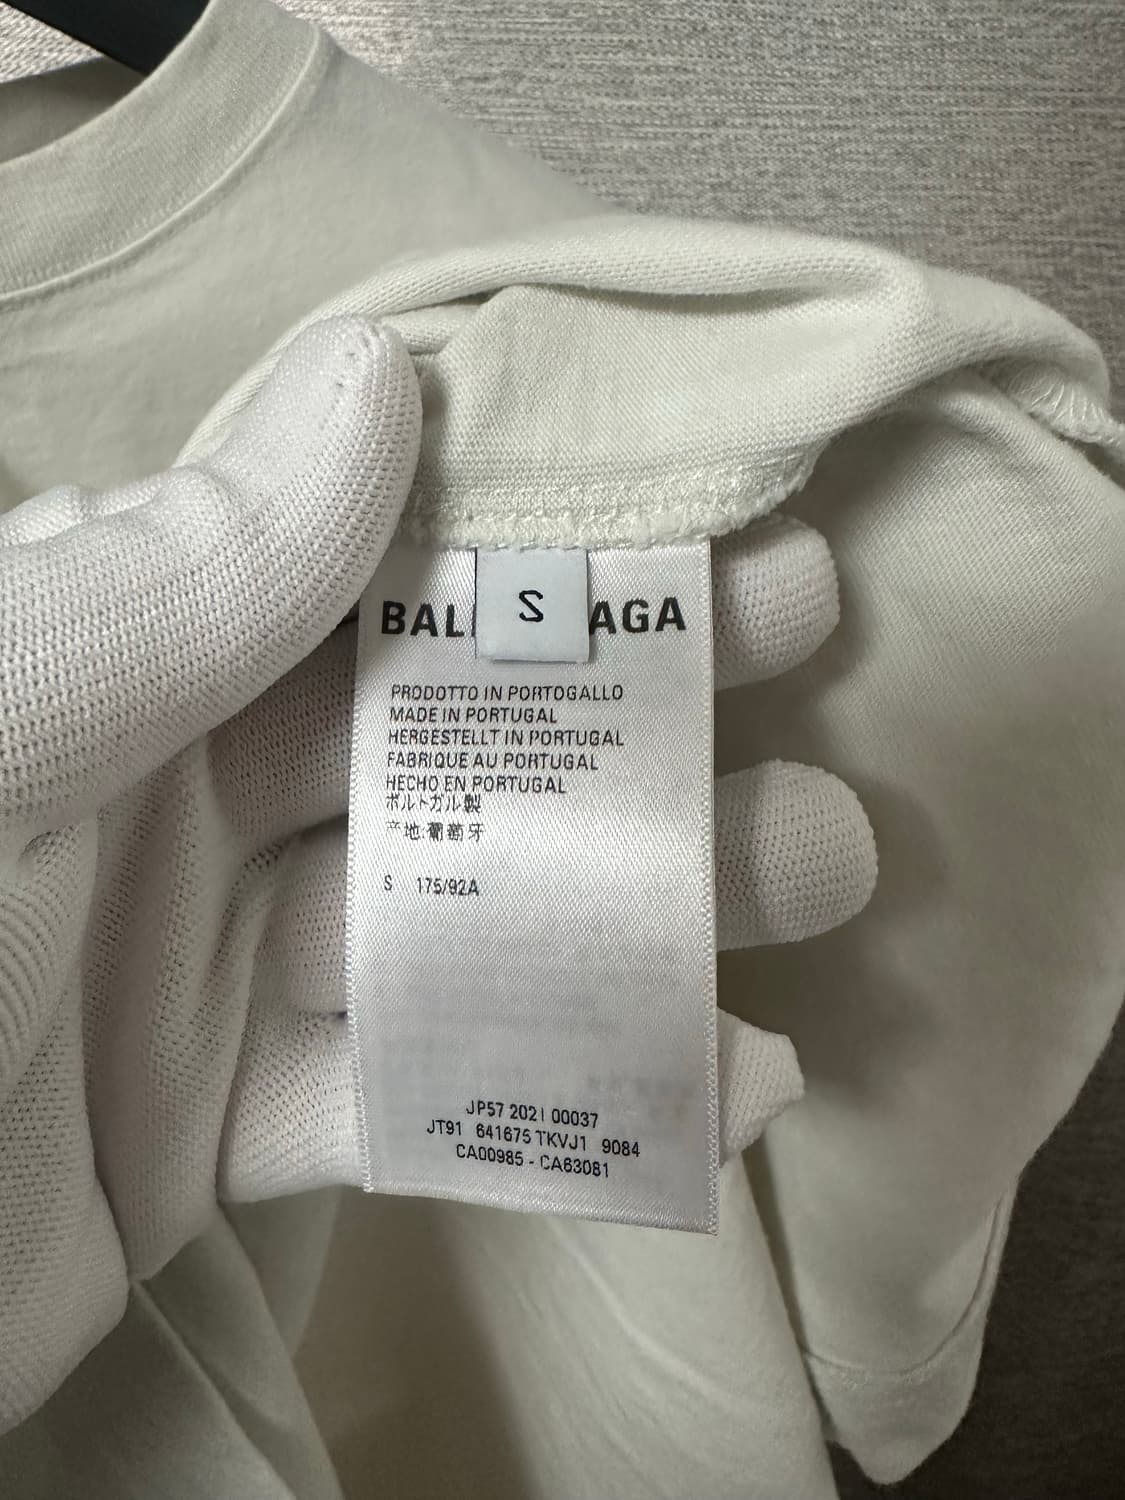 S
BAL AGA
PRODOTTO IN PORTOGALLO
MADE IN PORTUGAL
HERGESTELLT IN PORTUGAL
FABRIQUE AU PORTUGAL
HECHO EN PORTUGAL
ポルトガル製
产地:葡萄牙
S 175/92A
JP57 2021 00037
JT91 641675 TKVJ1 9084
CA00985 - CA63081